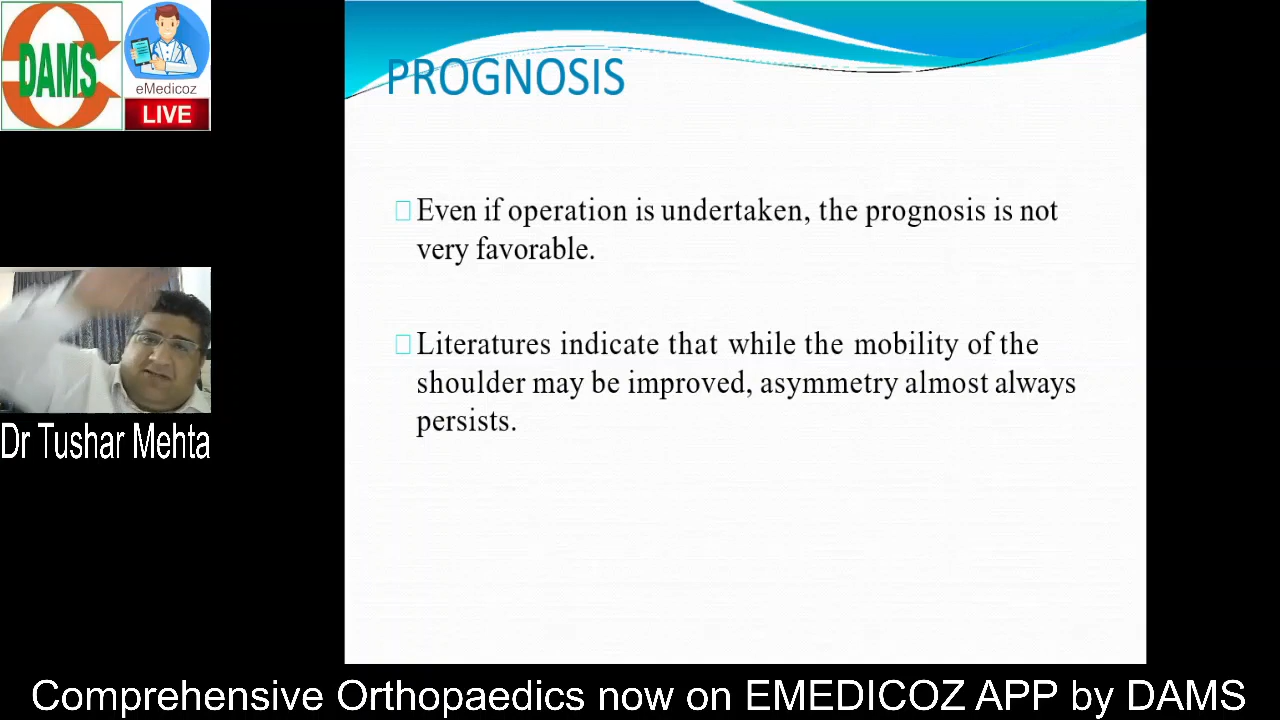 DAMS
eMedicoz
LIVE
PROGNOSIS
Even if operation is undertaken, the prognosis is not
very favorable.
Literatures indicate that while the mobility of the
shoulder may be improved, asymmetry almost always
persists.
Dr Tushar Mehta
Comprehensive Orthopaedics now on EMEDICOZ APP by DAMS